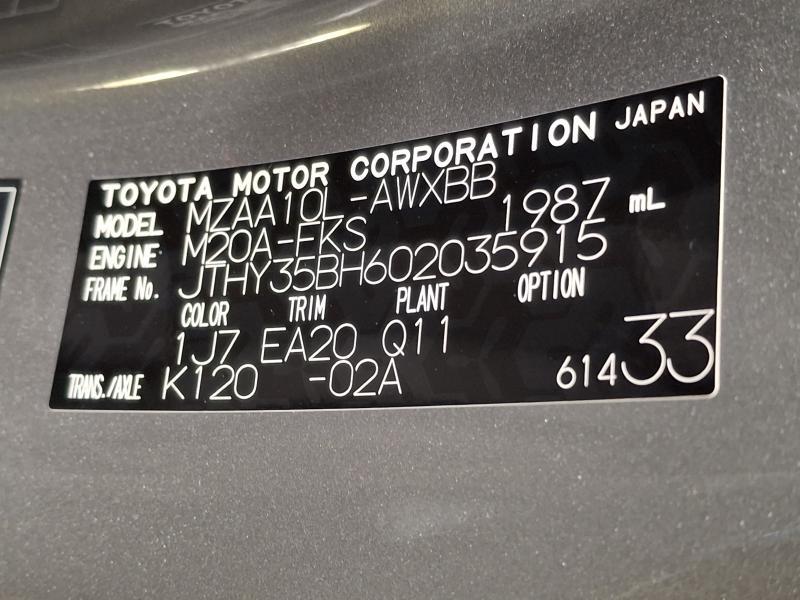 TOYOTA MOTOR CORPORATION JAPAN
MODEL MZAA10L-AWXBB
ENGINE M20A-FKS 1987 mL
FRAME No. JTHY35BH602035915
COLOR TRIM PLANT OPTION
1J7 EA20 Q11
TRANS./AXLE K120 -02A 61433